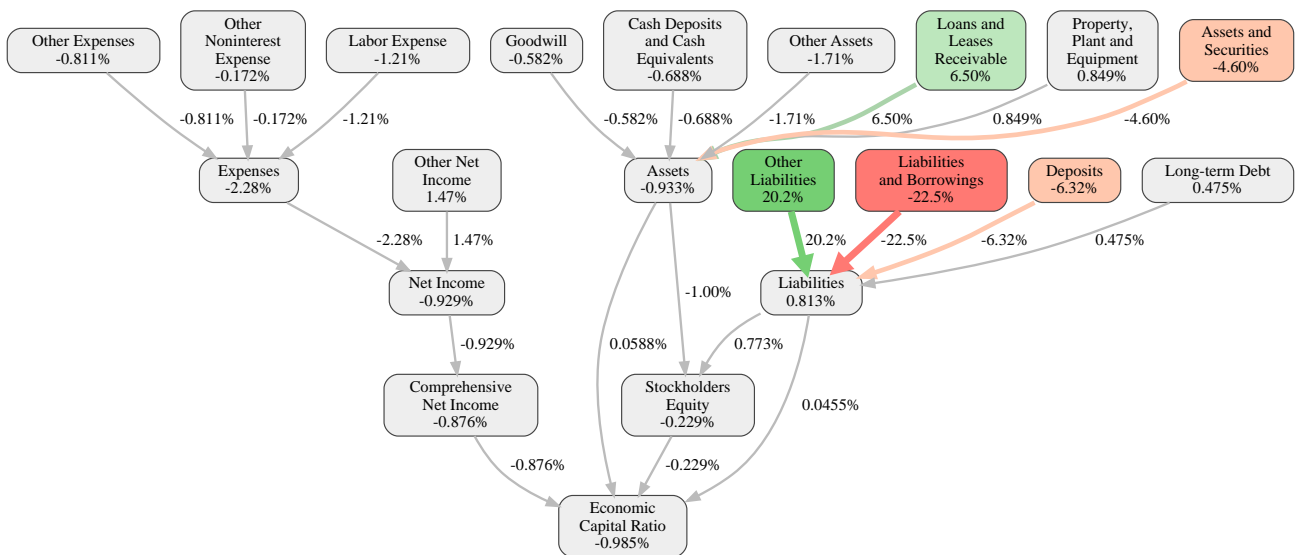 Other Expenses
-0.811%
Other
Noninterest
Expense
-0.172%
Labor Expense
-1.21%
Goodwill
-0.582%
Cash Deposits
and Cash
Equivalents
-0.688%
Other Assets
-1.71%
Loans and
Leases
Receivable
6.50%
Property,
Plant and
Equipment
0.849%
Assets and
Securities
-4.60%
-0.811%
-0.172%
-1.21%
-0.582%
-0.688%
-1.71%
6.50%
0.849%
-4.60%
Expenses
-2.28%
Other Net
Income
1.47%
Assets
-0.933%
Other
Liabilities
20.2%
Liabilities
and Borrowings
-22.5%
Deposits
-6.32%
Long-term Debt
0.475%
-2.28%
1.47%
20.2%
-22.5%
-6.32%
0.475%
Net Income
-0.929%
-1.00%
Liabilities
0.813%
-0.929%
0.0588%
0.773%
Comprehensive
Net Income
-0.876%
Stockholders
Equity
-0.229%
0.0455%
-0.876%
-0.229%
Economic
Capital Ratio
-0.985%